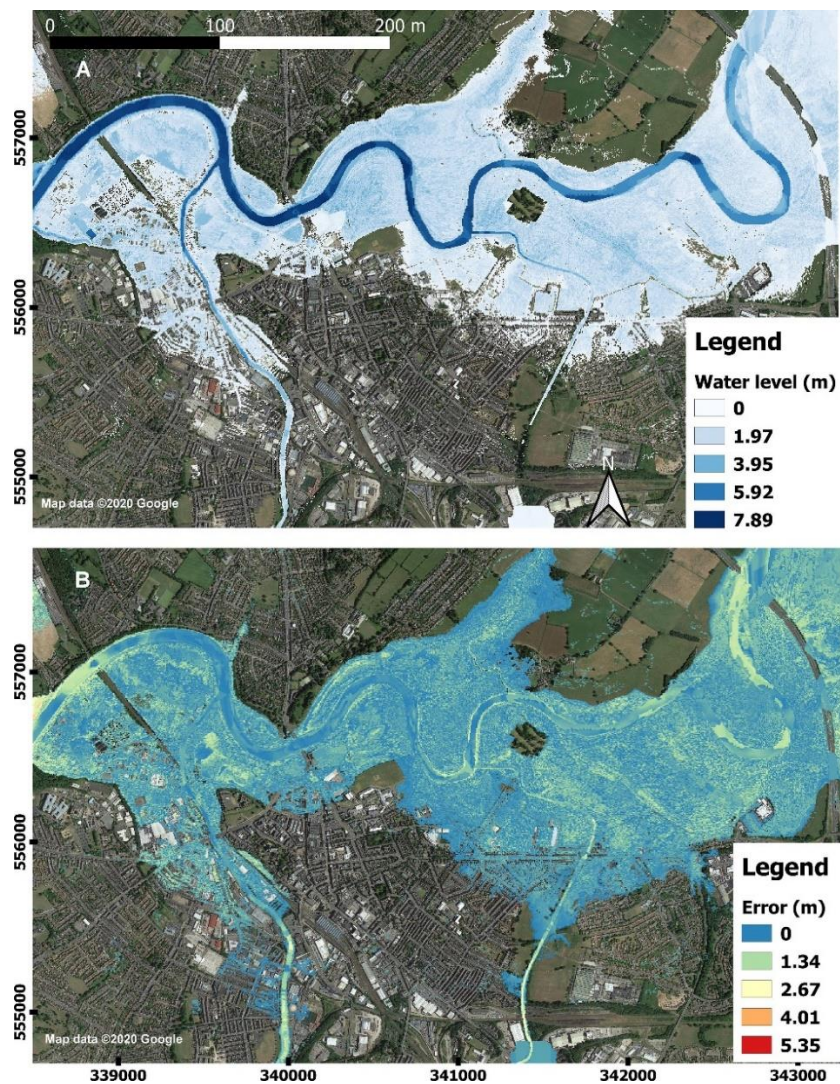 0 100 200 m
A
557000
556000
555000
N
Legend
Water level (m)
0
1.97
3.95
5.92
7.89
Map data ©2020 Google
B
557000
556000
555000
Legend
Error (m)
0
1.34
2.67
4.01
5.35
Map data ©2020 Google
339000 340000 341000 342000 343000